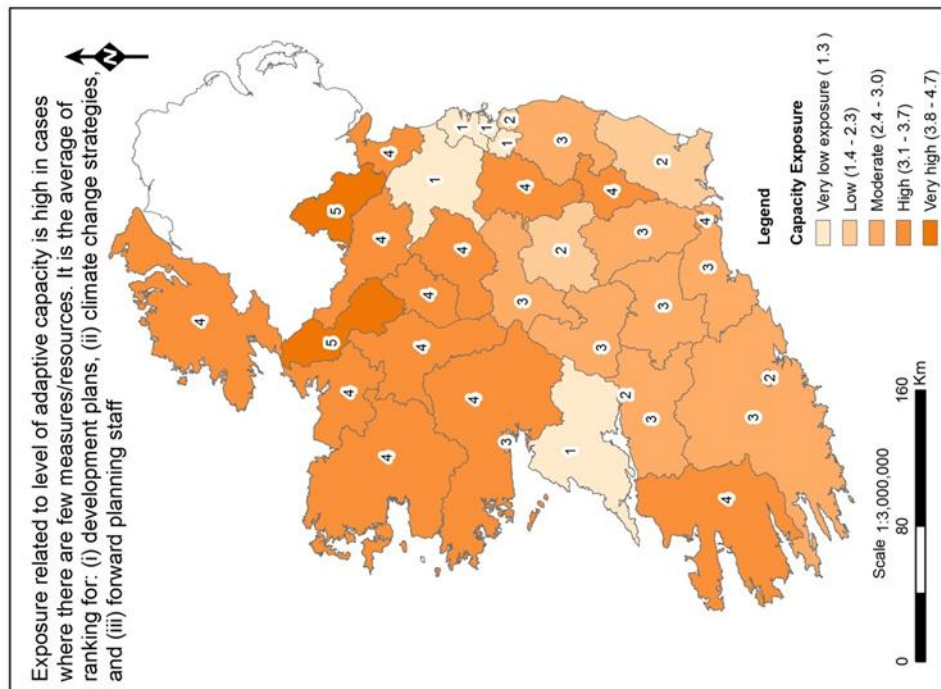 Exposure related to level of adaptive capacity is high in cases
where there are few measures/resources. It is the average of
ranking for: (i) development plans, (ii) climate change strategies,
and (iii) forward planning staff
N
4
5
4
4
5
4
4
1
1
1
2
1
4
4
4
4
4
3
4
3
3
2
1
3
4
2
3
3
2
3
3
4
4
3
2
3
Legend
Capacity Exposure
Very low exposure ( 1.3 )
Low (1.4 - 2.3)
Moderate (2.4 - 3.0)
High (3.1 - 3.7)
Very high (3.8 - 4.7)
Scale 1:3,000,000
0 80 160
Km